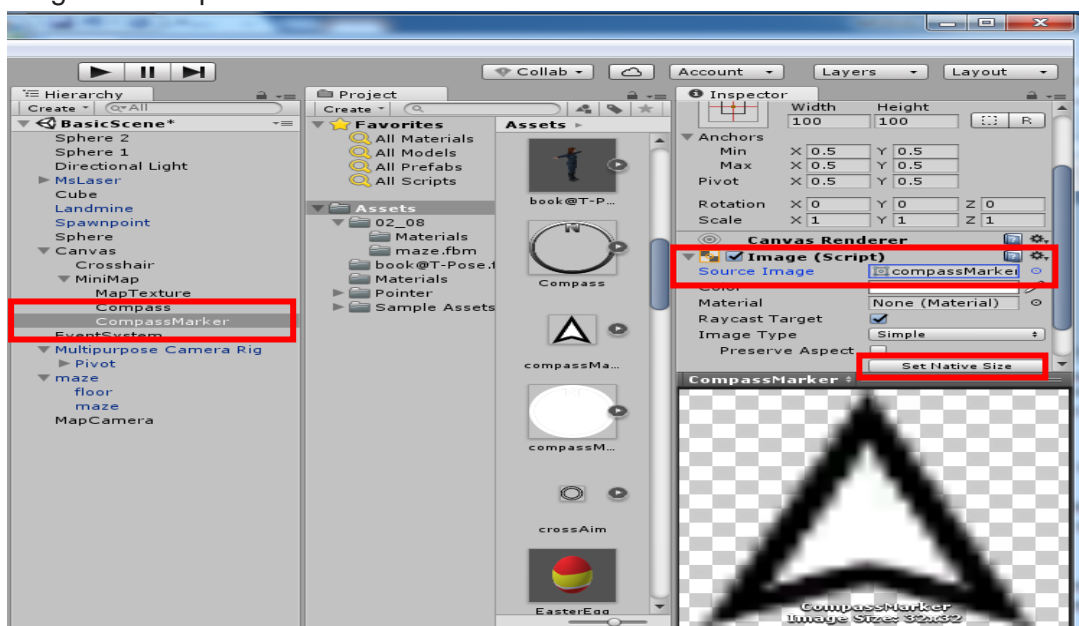 Collab
Account
Layers
Layout
Hierarchy
Create
All
BasicScene*
Sphere 2
Sphere 1
Directional Light
MsLaser
Cube
Landmine
Spawnpoint
Sphere
Canvas
Crosshair
MiniMap
MapTexture
Compass
CompassMarker
EventSystem
Multipurpose Camera Rig
Pivot
maze
floor
maze
MapCamera
Project
Create
Favorites
All Materials
All Models
All Prefabs
All Scripts
Assets
02_08
Materials
maze.fbm
book@T-Pose.f
Materials
Pointer
Sample Assets
Assets
book@T-P...
N
Compass
compassMa...
compassM...
crossAim
EasterEgg
Inspector
Width Height
100 100 R
Anchors
Min X 0.5 Y 0.5
Max X 0.5 Y 0.5
Pivot X 0.5 Y 0.5
Rotation X 0 Y 0 Z 0
Scale X 1 Y 1 Z 1
Canvas Renderer
Image (Script)
Source Image compassMarker
Color
Material None (Material)
Raycast Target
Image Type Simple
Preserve Aspect
Set Native Size
CompassMarker
CompassMarker
Image Size: 32x32